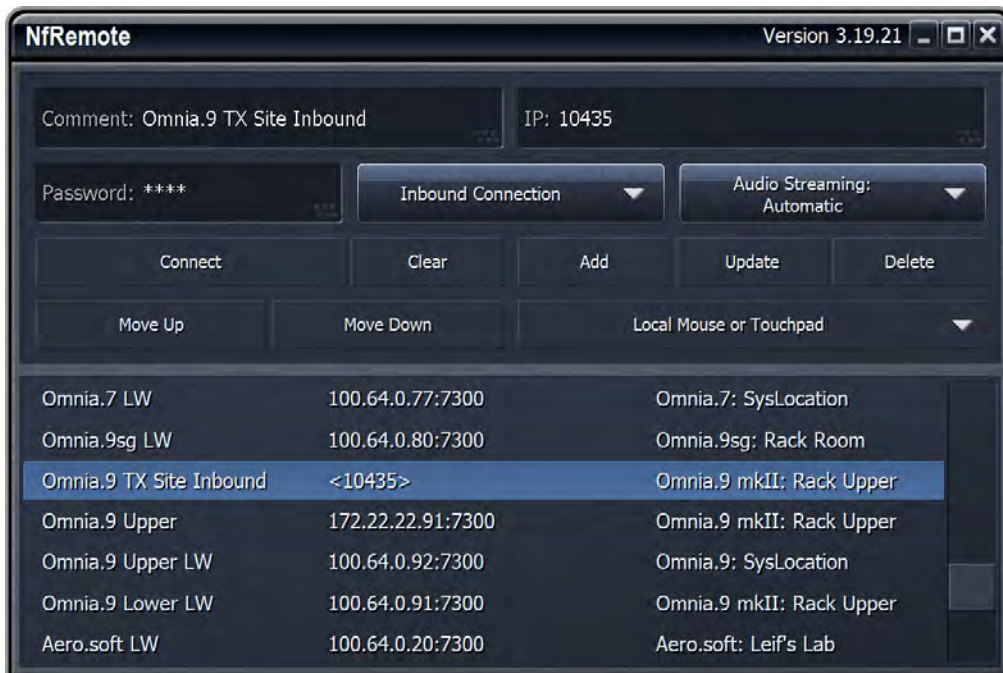 NfRemote Version 3.19.21
Comment: Omnia.9 TX Site Inbound IP: 10435
Password: **** Inbound Connection Audio Streaming: Automatic
Connect Clear Add Update Delete
Move Up Move Down Local Mouse or Touchpad
Omnia.7 LW 100.64.0.77:7300 Omnia.7: SysLocation
Omnia.9sg LW 100.64.0.80:7300 Omnia.9sg: Rack Room
Omnia.9 TX Site Inbound <10435> Omnia.9 mkII: Rack Upper
Omnia.9 Upper 172.22.22.91:7300 Omnia.9 mkII: Rack Upper
Omnia.9 Upper LW 100.64.0.92:7300 Omnia.9: SysLocation
Omnia.9 Lower LW 100.64.0.91:7300 Omnia.9 mkII: Rack Upper
Aero.soft LW 100.64.0.20:7300 Aero.soft: Leif's Lab